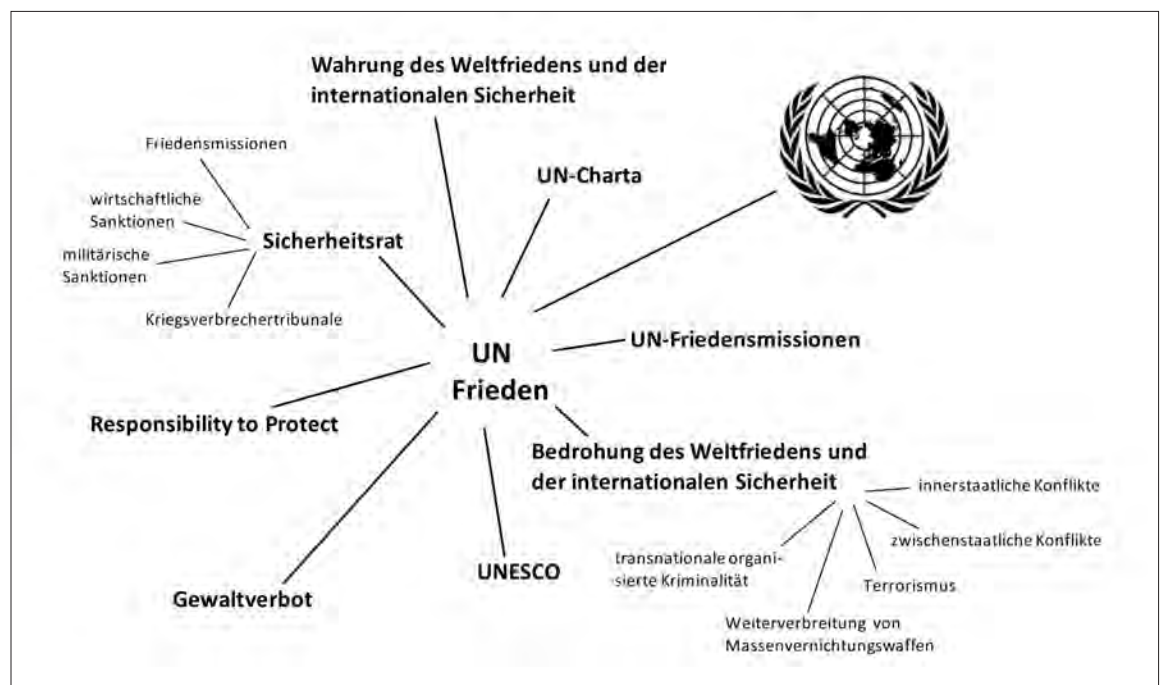 Wahrung des Weltfriedens und der
internationalen Sicherheit
Friedensmissionen
UN-Charta
wirtschaftliche
Sanktionen
Sicherheitsrat
militärische
Sanktionen
Kriegsverbrechertribunale
UN-Friedensmissionen
UN
Frieden
Responsibility to Protect
Bedrohung des Weltfriedens und
der internationalen Sicherheit
innerstaatliche Konflikte
zwischenstaatliche Konflikte
transnationale organi-
sierte Kriminalität
UNESCO
Terrorismus
Gewaltverbot
Weiterverbreitung von
Massenvernichtungswaffen